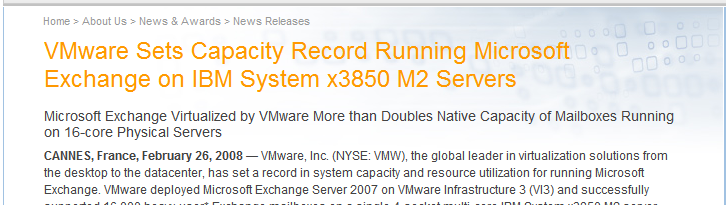 Home > About Us > News & Awards > News Releases
VMware Sets Capacity Record Running Microsoft
Exchange on IBM System x3850 M2 Servers
Microsoft Exchange Virtualized by VMware More than Doubles Native Capacity of Mailboxes Running
on 16-core Physical Servers
CANNES, France, February 26, 2008 — VMware, Inc. (NYSE: VMW), the global leader in virtualization solutions from
the desktop to the datacenter, has set a record in system capacity and resource utilization for running Microsoft
Exchange. VMware deployed Microsoft Exchange Server 2007 on VMware Infrastructure 3 (VI3) and successfully
supported 16,000 heavy user* Exchange mailboxes on a single 4-socket multi-core IBM System x3850 M2 server